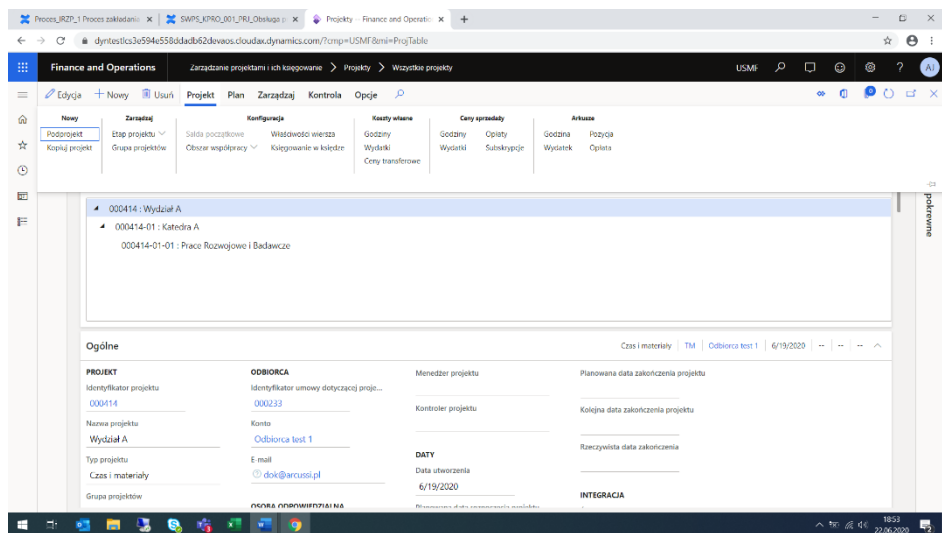 Proces_IRZP_1 Proces zakładania
SWPS_KPRO_001_PRJ_Obsługa p
Projekty -- Finance and Operatio
dyntestlcs3e594e558ddadb62devaos.cloudax.dynamics.com/?cmp=USMF&mi=ProjTable
Finance and Operations Zarządzanie projektami i ich księgowanie > Projekty > Wszystkie projekty USMF ? AJ
Edycja + Nowy Usuń Projekt Plan Zarządzaj Kontrola Opcje 0
Nowy Zarządzaj Konfiguracja Koszty własne Ceny sprzedaży Arkusze
Podprojekt Etap projektu Salda początkowe Właściwości wiersza Godziny Godziny Opłaty Godzina Pozycja
Kopiuj projekt Grupa projektów Obszar współpracy Księgowanie w księdze Wydatki Wydatki Subskrypcje Wydatek Opłata
Ceny transferowe
pokrewne
000414 : Wydział A
000414-01 : Katedra A
000414-01-01 : Prace Rozwojowe i Badawcze
Ogólne Czas i materiały TM Odbiorca test 1 6/19/2020 -- -- --
PROJEKT ODBIORCA Menedżer projektu Planowana data zakończenia projektu
Identyfikator projektu Identyfikator umowy dotyczącej proje...
000414 000233 Kontroler projektu Kolejna data zakończenia projektu
Nazwa projektu Konto
Wydział A Odbiorca test 1 Rzeczywista data zakończenia
Typ projektu E-mail DATY
Czas i materiały dok@arcussi.pl Data utworzenia
6/19/2020
Grupa projektów INTEGRACJA
OSOBA ODPOWIEDZIALNA Planowana data rozpoczęcia projektu
18:53
22.06.2020